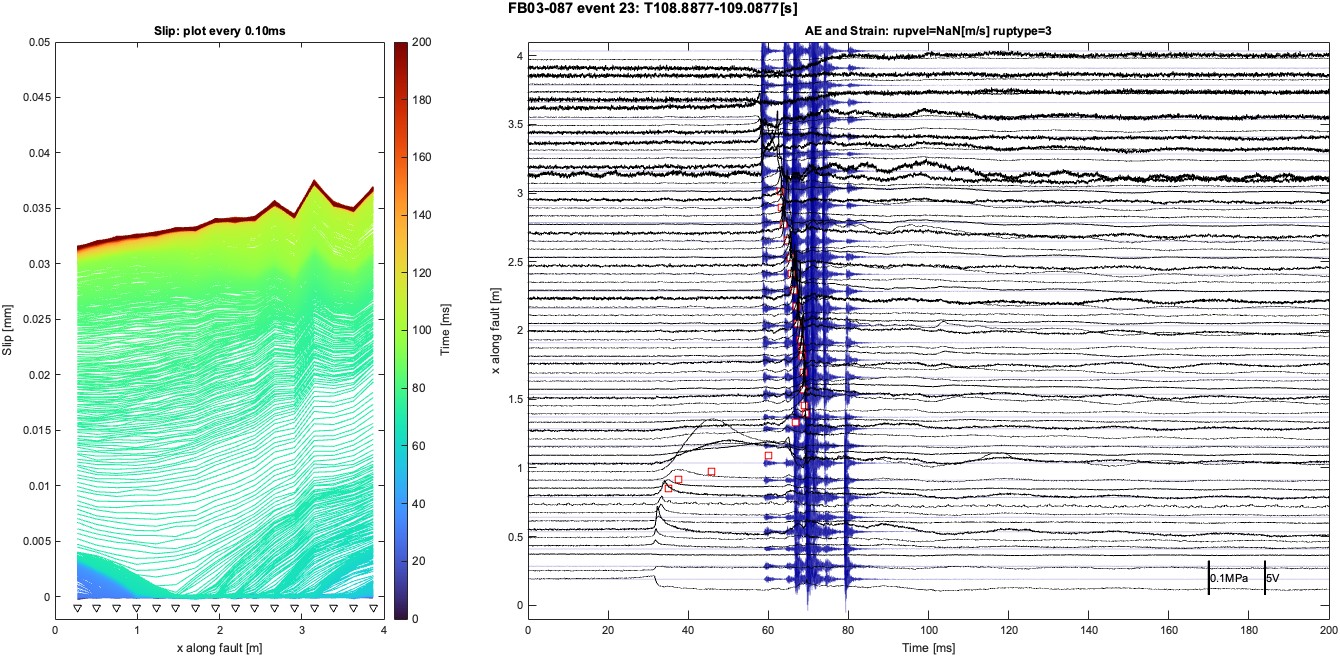 FB03-087 event 23: T108.8877-109.0877[s]
Slip: plot every 0.10ms
0.05
0.045
0.04
0.035
0.03
0.025
0.02
0.015
0.01
0.005
0
0 1 2 3 4
x along fault [m]
Slip [mm]
200
180
160
140
120
100
80
60
40
20
0
Time [ms]
AE and Strain: rupvel=NaN[m/s] ruptype=3
4
3.5
3
2.5
2
1.5
1
0.5
0
x along fault [m]
0.1MPa 5V
0 20 40 60 80 100 120 140 160 180 200
Time [ms]